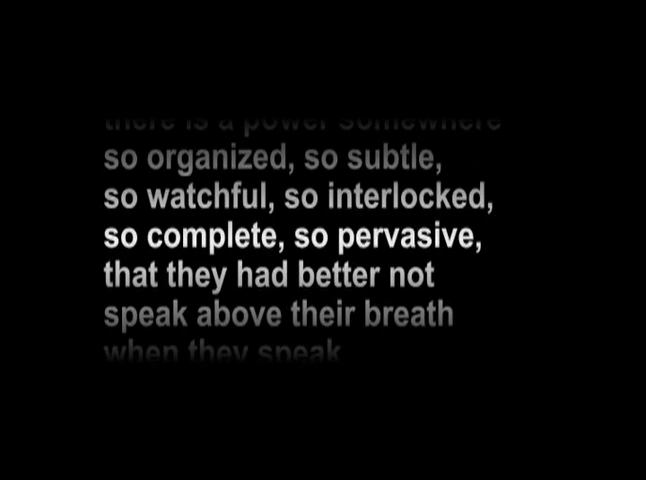 there is a power somewhere
so organized, so subtle,
so watchful, so interlocked,
so complete, so pervasive,
that they had better not
speak above their breath
when they speak